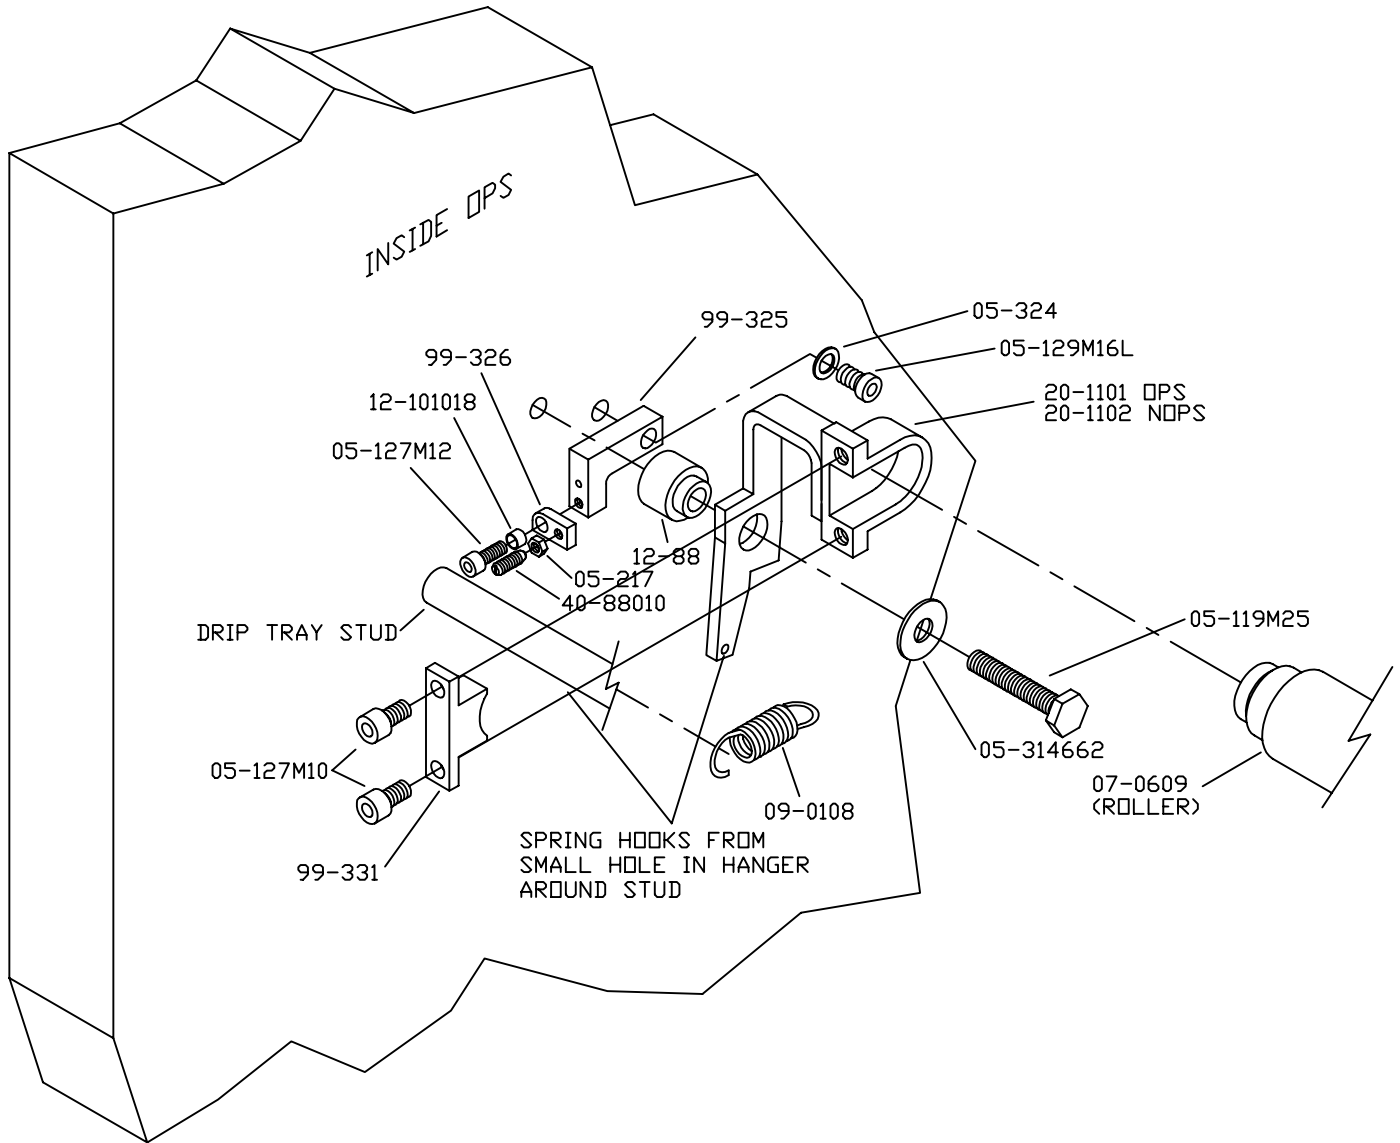 INSIDE OPS
05-324
99-325
05-129M16L
99-326
20-1101 OPS
20-1102 NOPS
12-101018
05-127M12
12-88
05-217
40-88010
DRIP TRAY STUD
05-119M25
05-314662
05-127M10
07-0609
(ROLLER)
09-0108
SPRING HOOKS FROM
SMALL HOLE IN HANGER
AROUND STUD
99-331